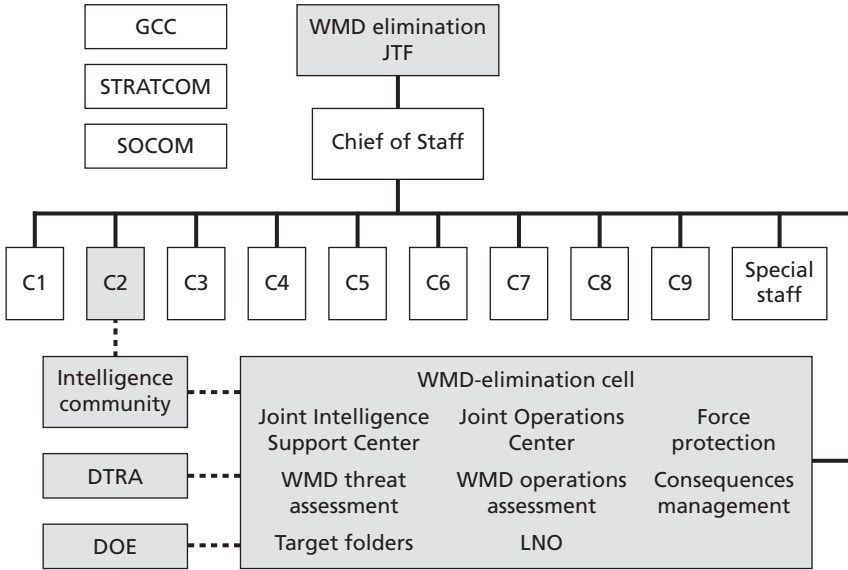 GCC
WMD elimination
JTF
STRATCOM
SOCOM
Chief of Staff
C1
C2
C3
C4
C5
C6
C7
C8
C9
Special
staff
Intelligence
community
DTRA
DOE
WMD-elimination cell
Joint Intelligence
Support Center
Joint Operations
Center
Force
protection
WMD threat
assessment
WMD operations
assessment
Consequences
management
Target folders
LNO